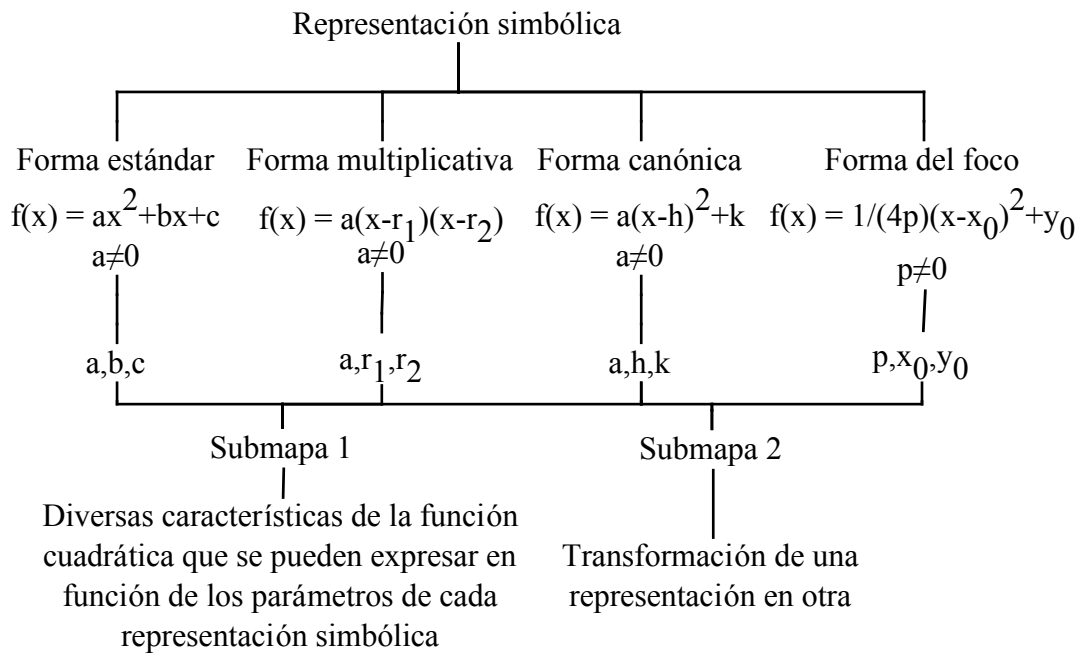 Representación simbólica
Forma estándar
f(x) = ax²+bx+c
a≠0
a,b,c
Forma multiplicativa
f(x) = a(x-r₁)(x-r₂)
a≠0
a,r₁,r₂
Forma canónica
f(x) = a(x-h)²+k
a≠0
a,h,k
Forma del foco
f(x) = 1/(4p)(x-x₀)²+y₀
p≠0
p,x₀,y₀
Submapa 1
Diversas características de la función
cuadrática que se pueden expresar en
función de los parámetros de cada
representación simbólica
Submapa 2
Transformación de una
representación en otra